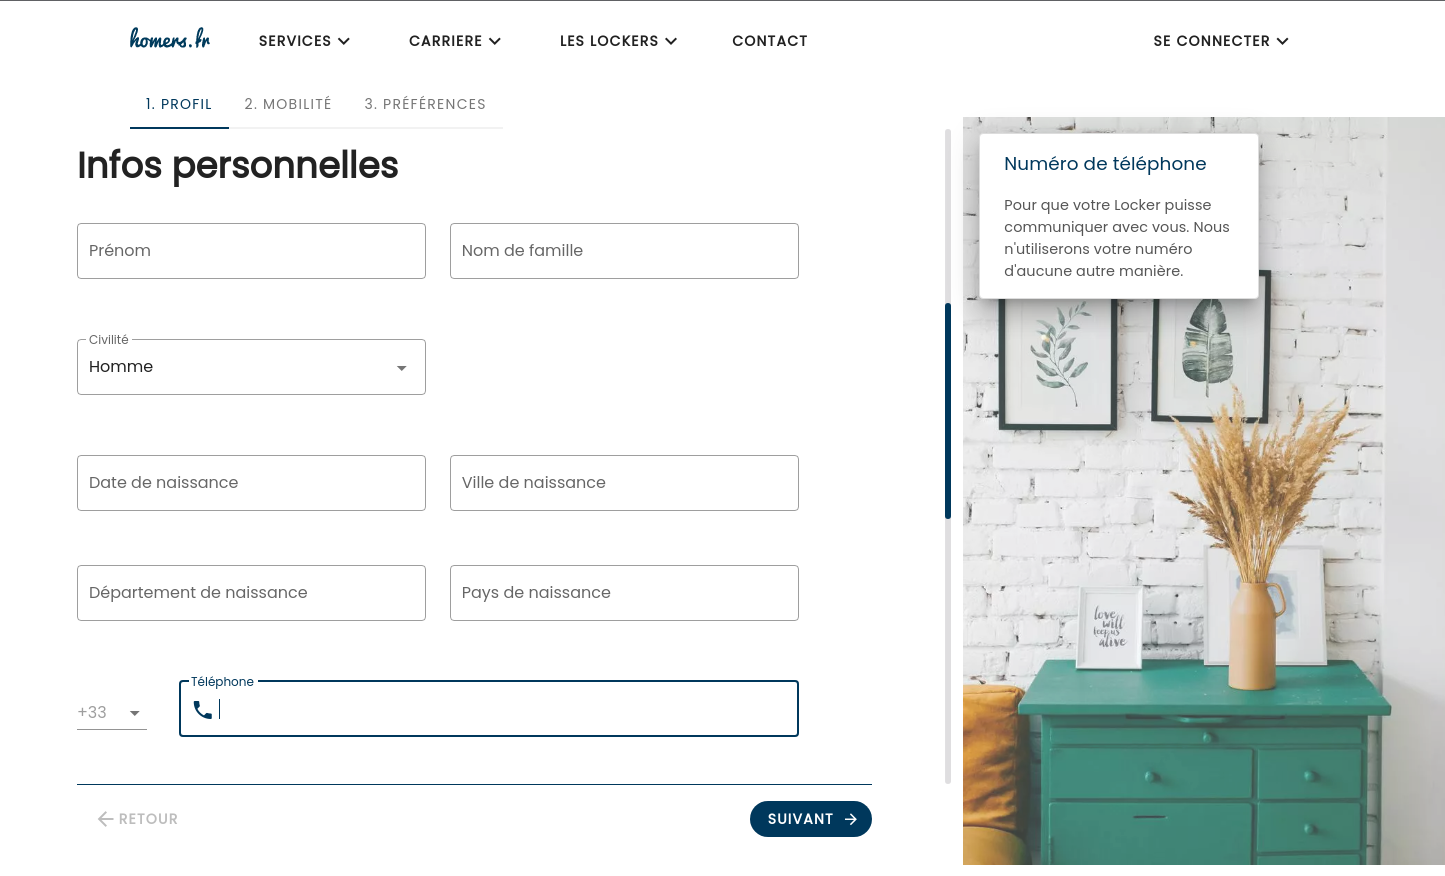 homers.fr
SERVICES
CARRIERE
LES LOCKERS
CONTACT
SE CONNECTER
1. PROFIL
2. MOBILITÉ
3. PRÉFÉRENCES
Infos personnelles
Prénom
Nom de famille
Civilité
Homme
Date de naissance
Ville de naissance
Département de naissance
Pays de naissance
+33
Téléphone
RETOUR
SUIVANT
Numéro de téléphone
Pour que votre Locker puisse
communiquer avec vous. Nous
n'utiliserons votre numéro
d'aucune autre manière.
love
will
keep us
alive